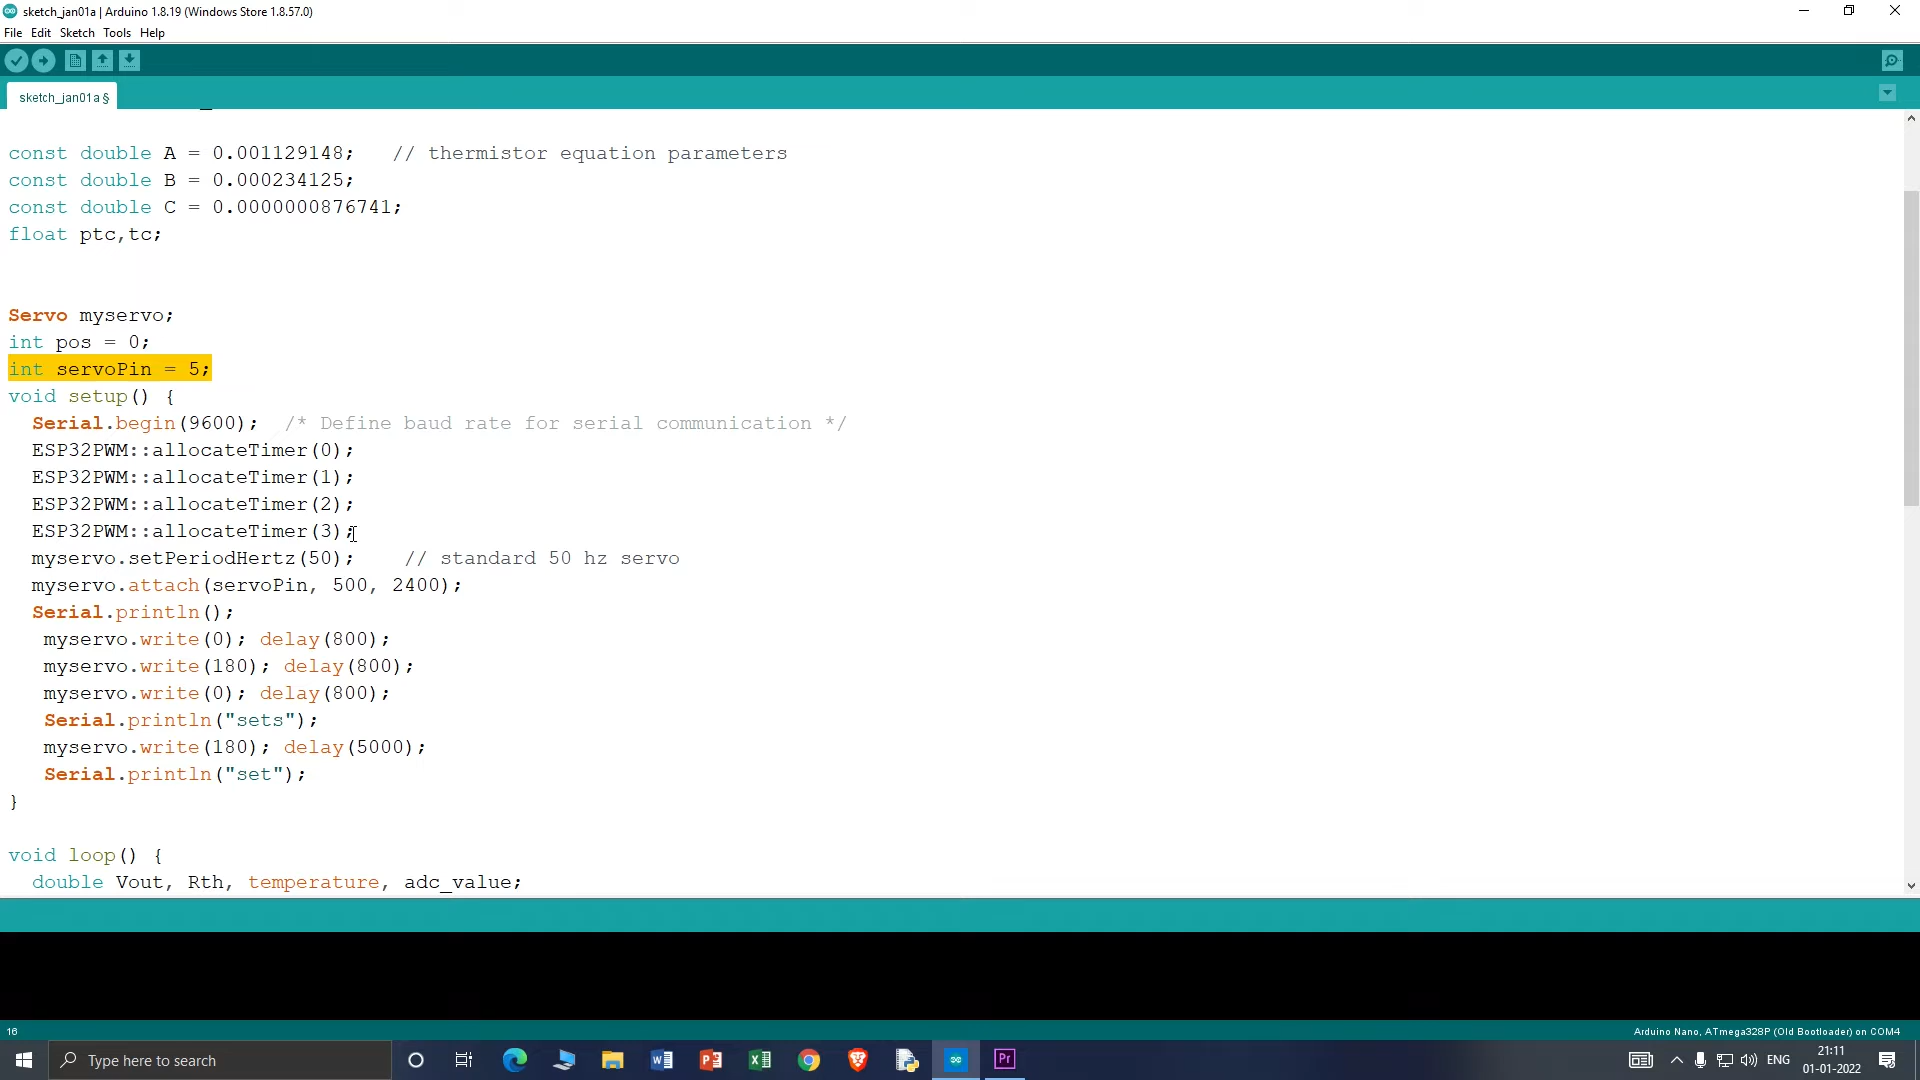 sketch_jan01a | Arduino 1.8.19 (Windows Store 1.8.57.0)
File Edit Sketch Tools Help
sketch_jan01a §
const double A = 0.001129148; // thermistor equation parameters
const double B = 0.000234125;
const double C = 0.0000000876741;
float ptc,tc;
Servo myservo;
int pos = 0;
int servoPin = 5;
void setup() {
Serial.begin(9600); /* Define baud rate for serial communication */
ESP32PWM::allocateTimer(0);
ESP32PWM::allocateTimer(1);
ESP32PWM::allocateTimer(2);
ESP32PWM::allocateTimer(3);
myservo.setPeriodHertz(50); // standard 50 hz servo
myservo.attach(servoPin, 500, 2400);
Serial.println();
myservo.write(0); delay(800);
myservo.write(180); delay(800);
myservo.write(0); delay(800);
Serial.println("sets");
myservo.write(180); delay(5000);
Serial.println("set");
}
void loop() {
double Vout, Rth, temperature, adc_value;
16
Arduino Nano, ATmega328P (Old Bootloader) on COM4
Type here to search
Pr
ENG
21:11
01-01-2022